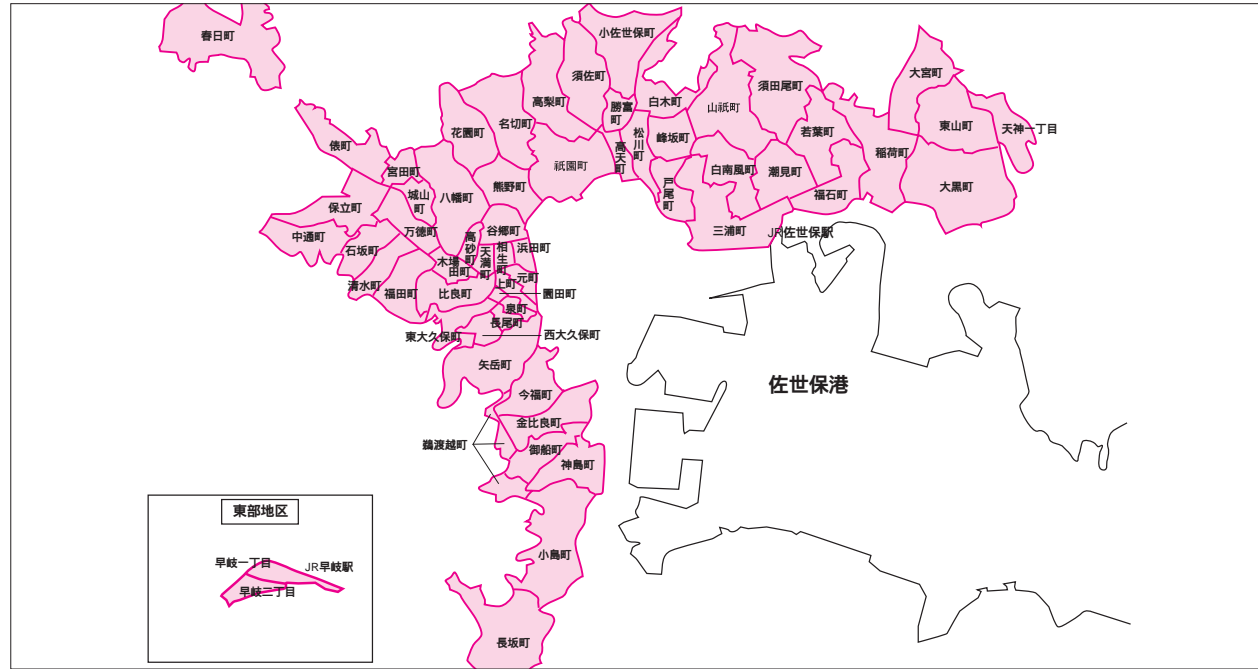 春日町
小佐世保町
須佐町
高梨町
勝富町
白木町
山祇町
須田尾町
大宮町
東山町
天神一丁目
俵町
花園町
名切町
祇園町
高天町
松川町
峰坂町
若葉町
稲荷町
大黒町
宮田町
城山町
八幡町
熊野町
戸尾町
白南風町
潮見町
福石町
保立町
万徳町
谷郷町
三浦町
JR佐世保駅
中通町
石坂町
高砂町
天満町
相生町
浜田町
清水町
福田町
木場田町
比良町
上町
元町
園田町
泉町
長尾町
東大久保町
西大久保町
矢岳町
佐世保港
今福町
金比良町
鵜渡越町
御船町
神島町
東部地区
小島町
早岐一丁目
JR早岐駅
早岐二丁目
長坂町